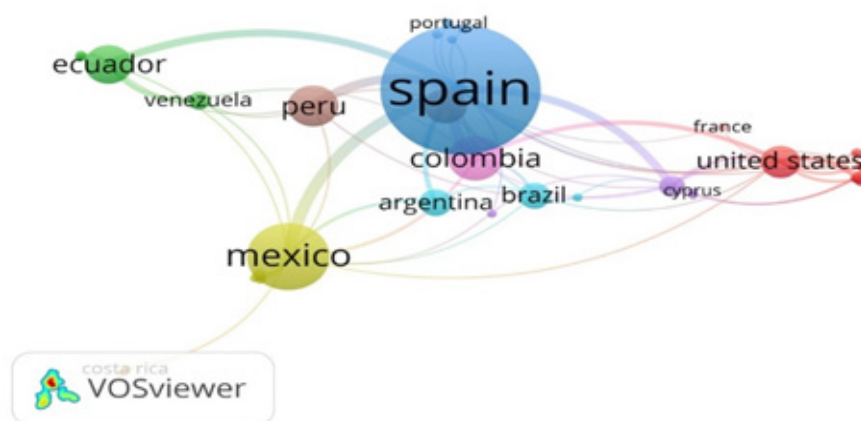 portugal
ecuador
spain
venezuela
peru
france
colombia
united states
cyprus
argentina
brazil
mexico
costa rica
VOSviewer